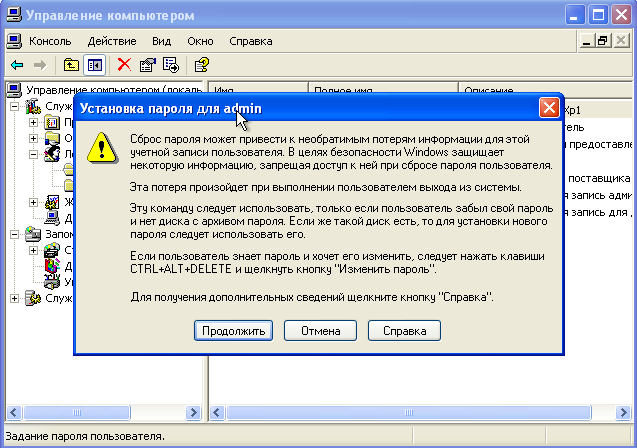 Управление компьютером
Консоль Действие Вид Окно Справка
Управление компьютером (локаль
Имя Полное имя Описание
Служ
Установка пароля для admin
Xp1
Сброс пароля может привести к необратимым потерям информации для этой
учетной записи пользователя. В целях безопасности Windows защищает
некоторую информацию, запрещая доступ к ней при сбросе пароля пользователя.
Эта потеря произойдет при выполнении пользователем выхода из системы.
Эту команду следует использовать, только если пользователь забыл свой пароль
и нет диска с архивом пароля. Если же такой диск есть, то для установки нового
пароля следует использовать его.
Если пользователь знает пароль и хочет его изменить, следует нажать клавиши
CTRL+ALT+DELETE и щелкнуть кнопку "Изменить пароль".
Для получения дополнительных сведений щелкните кнопку "Справка".
Продолжить Отмена Справка
тель
предоставле
поставщика
запись адми
запись для
Запом
Служ
Задание пароля пользователя.